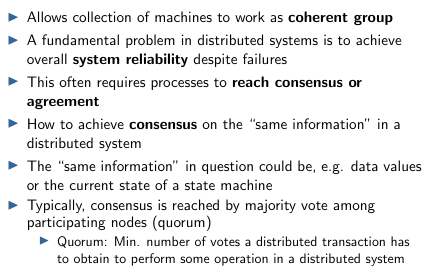 Allows collection of machines to work as coherent group
A fundamental problem in distributed systems is to achieve
overall system reliability despite failures
This often requires processes to reach consensus or
agreement
How to achieve consensus on the “same information” in a
distributed system
The “same information” in question could be, e.g. data values
or the current state of a state machine
Typically, consensus is reached by majority vote among
participating nodes (quorum)
Quorum: Min. number of votes a distributed transaction has
to obtain to perform some operation in a distributed system